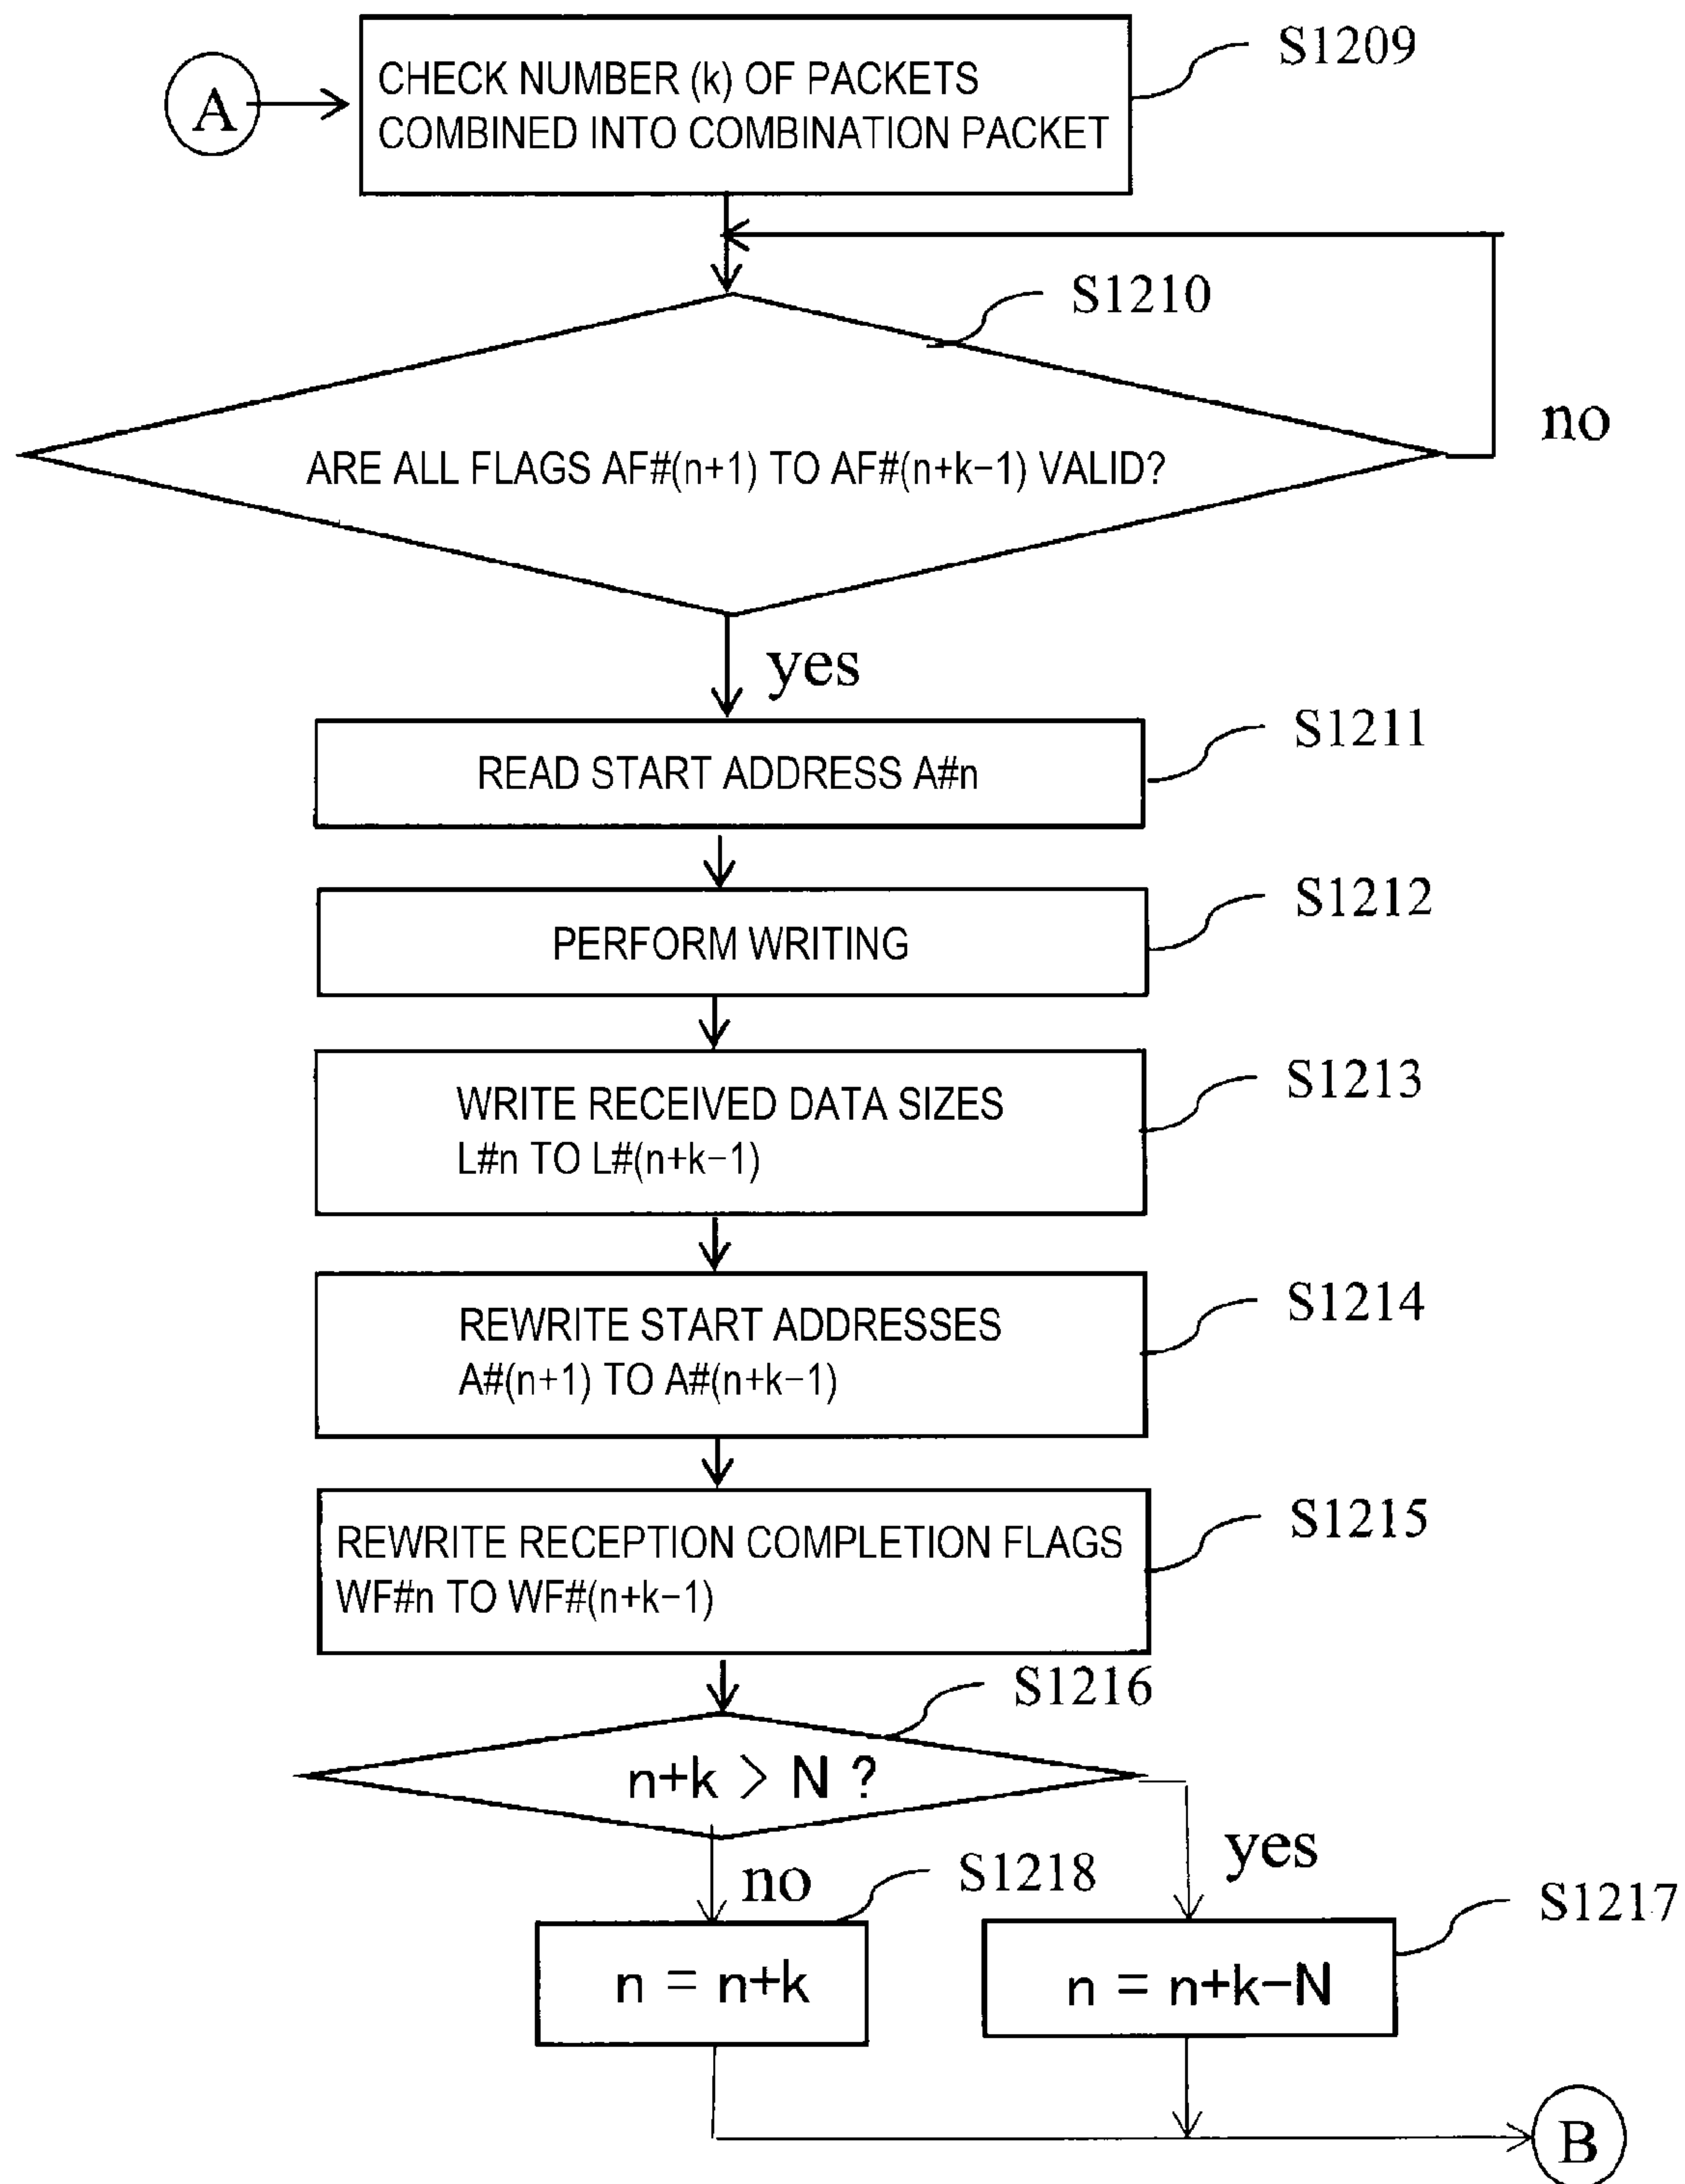 S1209
A
CHECK NUMBER (k) OF PACKETS
COMBINED INTO COMBINATION PACKET
S1210
no
ARE ALL FLAGS AF#(n+1) TO AF#(n+k−1) VALID?
yes
S1211
READ START ADDRESS A#n
S1212
PERFORM WRITING
S1213
WRITE RECEIVED DATA SIZES
L#n TO L#(n+k−1)
S1214
REWRITE START ADDRESSES
A#(n+1) TO A#(n+k−1)
S1215
REWRITE RECEPTION COMPLETION FLAGS
WF#n TO WF#(n+k−1)
S1216
n+k > N ?
yes
no
S1218
S1217
n = n+k
n = n+k−N
B